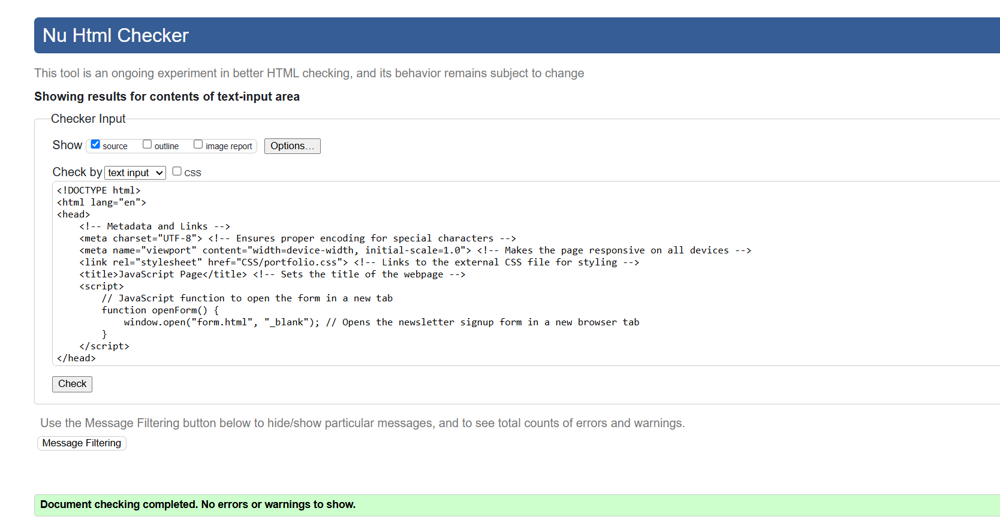 Nu Html Checker
This tool is an ongoing experiment in better HTML checking, and its behavior remains subject to change
Showing results for contents of text-input area
Checker Input
Show source outline image report Options...
Check by text input CSS
<!DOCTYPE html>
<html lang="en">
<head>
    <!-- Metadata and Links -->
    <meta charset="UTF-8"> <!-- Ensures proper encoding for special characters -->
    <meta name="viewport" content="width=device-width, initial-scale=1.0"> <!-- Makes the page responsive on all devices -->
    <link rel="stylesheet" href="CSS/portfolio.css"> <!-- Links to the external CSS file for styling -->
    <title>JavaScript Page</title> <!-- Sets the title of the webpage -->
    <script>
        // JavaScript function to open the form in a new tab
        function openForm() {
            window.open("form.html", "_blank"); // Opens the newsletter signup form in a new browser tab
        }
    </script>
</head>
Check
Use the Message Filtering button below to hide/show particular messages, and to see total counts of errors and warnings.
Message Filtering
Document checking completed. No errors or warnings to show.